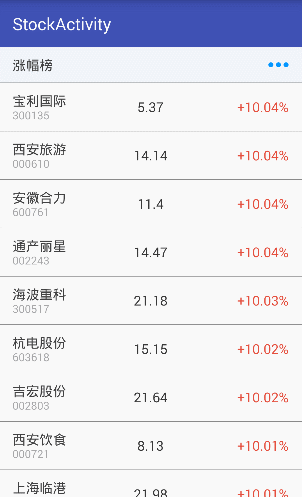 StockActivity
涨幅榜
宝利国际 5.37 +10.04%
300135
西安旅游 14.14 +10.04%
000610
安徽合力 11.4 +10.04%
600761
通产丽星 14.47 +10.04%
002243
海波重科 21.18 +10.03%
300517
杭电股份 15.15 +10.02%
603618
吉宏股份 21.64 +10.02%
002803
西安饮食 8.13 +10.01%
000721
上海临港 21.98 +10.01%